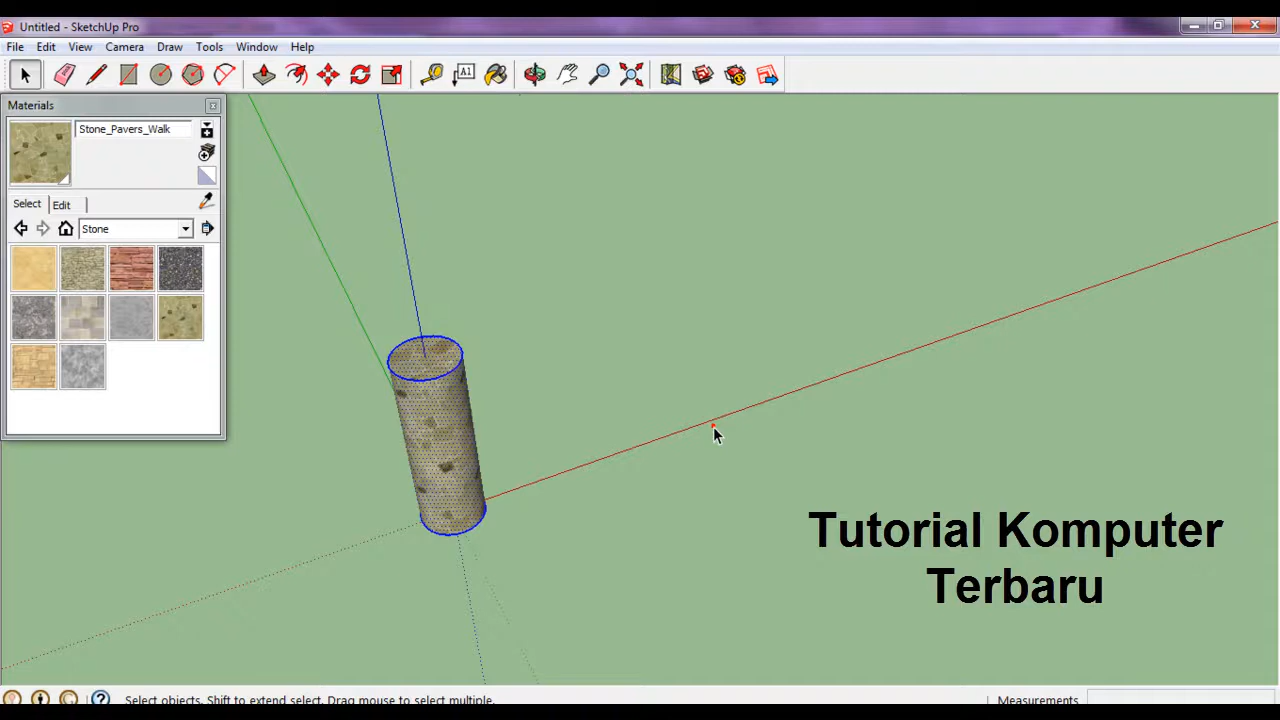 Untitled - SketchUp Pro
File Edit View Camera Draw Tools Window Help
A1
Materials
Stone_Pavers_Walk
Select Edit
Stone
Tutorial Komputer
Terbaru
Select objects. Shift to extend select. Drag mouse to select multiple. Measurements